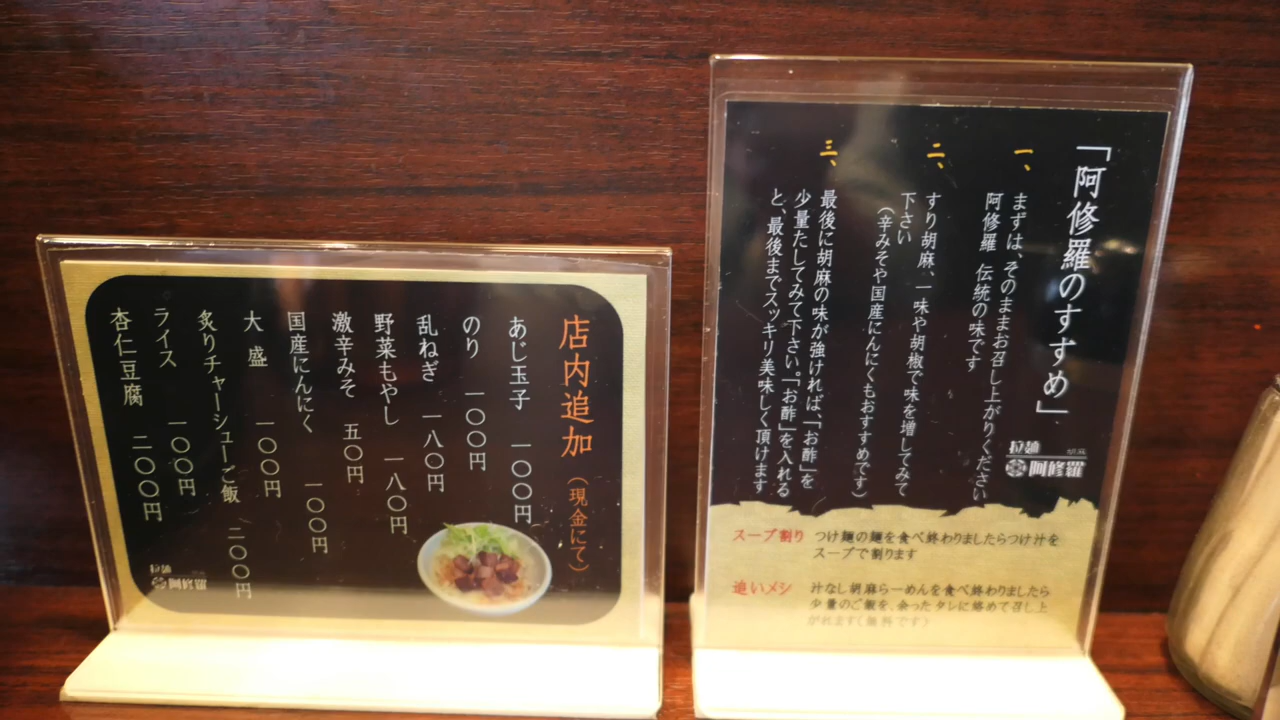 店内追加（現金にて）
あじ玉子 一〇〇円
のり 一〇〇円
乱ねぎ 一八〇円
野菜もやし 一八〇円
激辛みそ 五〇円
国産にんにく 一〇〇円
大盛 一〇〇円
炙りチャーシューご飯 二〇〇円
ライス 一〇〇円
杏仁豆腐 二〇〇円
拉麺
阿修羅
「阿修羅のすすめ」
拉麺 胡麻
阿修羅
一、まずは、そのままお召し上がりください
阿修羅 伝統の味です
二、すり胡麻、一味や胡椒で味を増してみて
下さい
（辛みそや国産にんにくもおすすめです）
三、最後に胡麻の味が強ければ、「お酢」を
少量たしてみて下さい。「お酢」を入れる
と、最後までスッキリ美味しく頂けます
スープ割り つけ麺の麺を食べ終わりましたらつけ汁を
スープで割ります
追いメシ 汁なし胡麻らーめんを食べ終わりましたら
少量のご飯を、余ったタレに絡めて召し上
がれます（無料です）